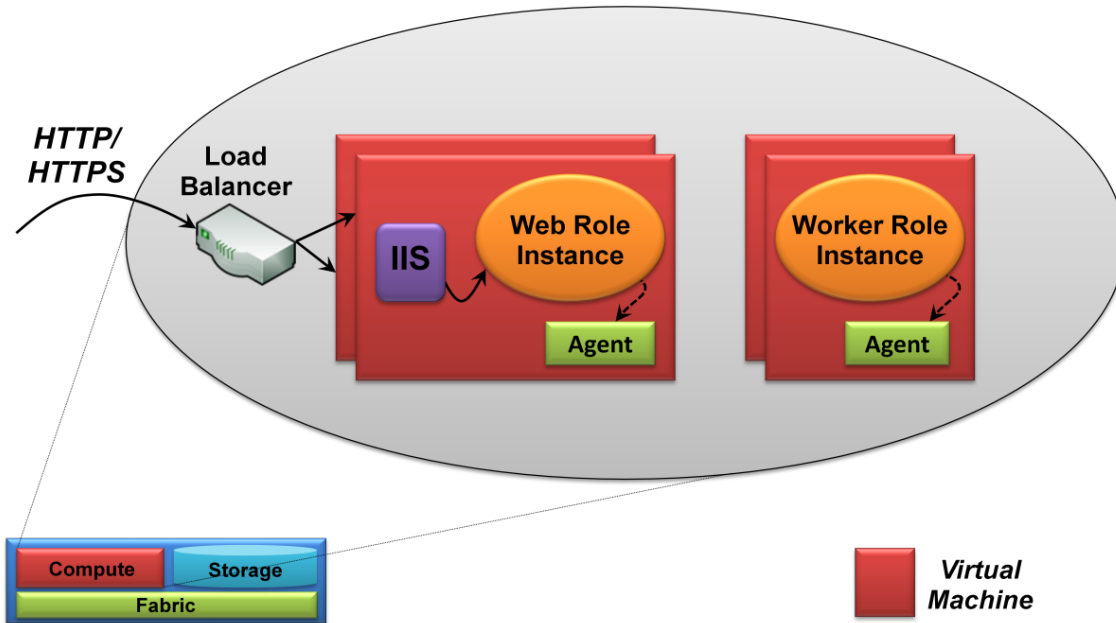 HTTP/
HTTPS
Load
Balancer
IIS
Web Role
Instance
Agent
Worker Role
Instance
Agent
Compute
Storage
Fabric
Virtual
Machine